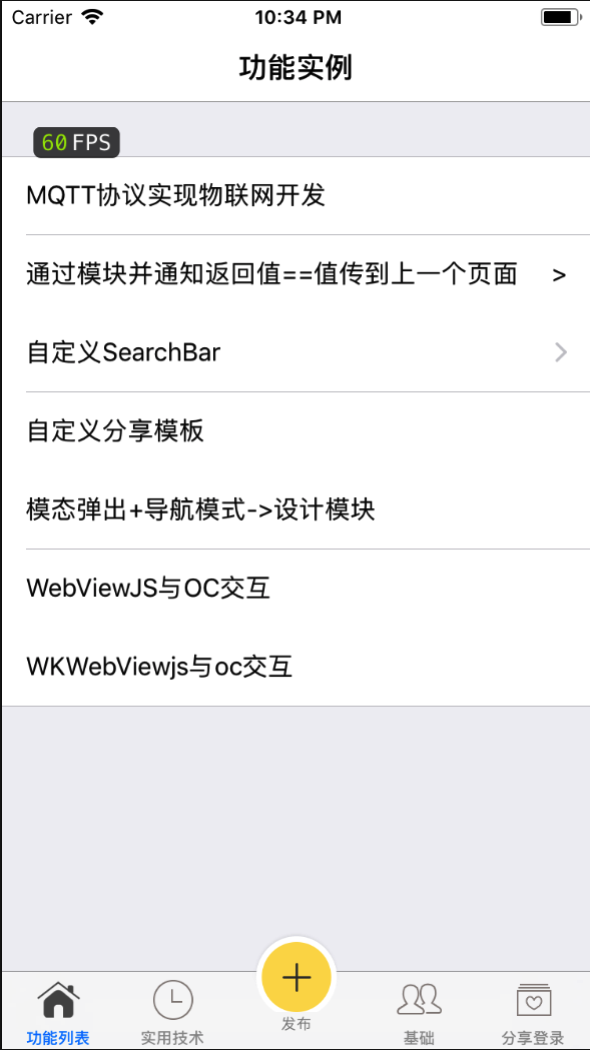 Carrier
10:34 PM
功能实例
60 FPS
MQTT协议实现物联网开发
通过模块并通知返回值==值传到上一个页面 >
自定义SearchBar
自定义分享模板
模态弹出+导航模式->设计模块
WebViewJS与OC交互
WKWebViewjs与oc交互
功能列表
实用技术
发布
基础
分享登录